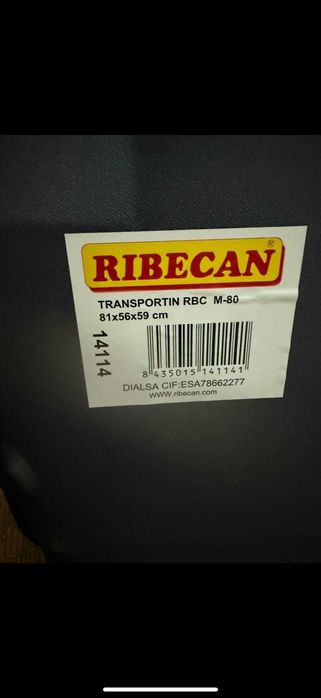 RIBECAN®
TRANSPORTIN RBC M-80
81x56x59 cm
14114
8 435015 141141
DIALSA CIF:ESA78662277
www.ribecan.com